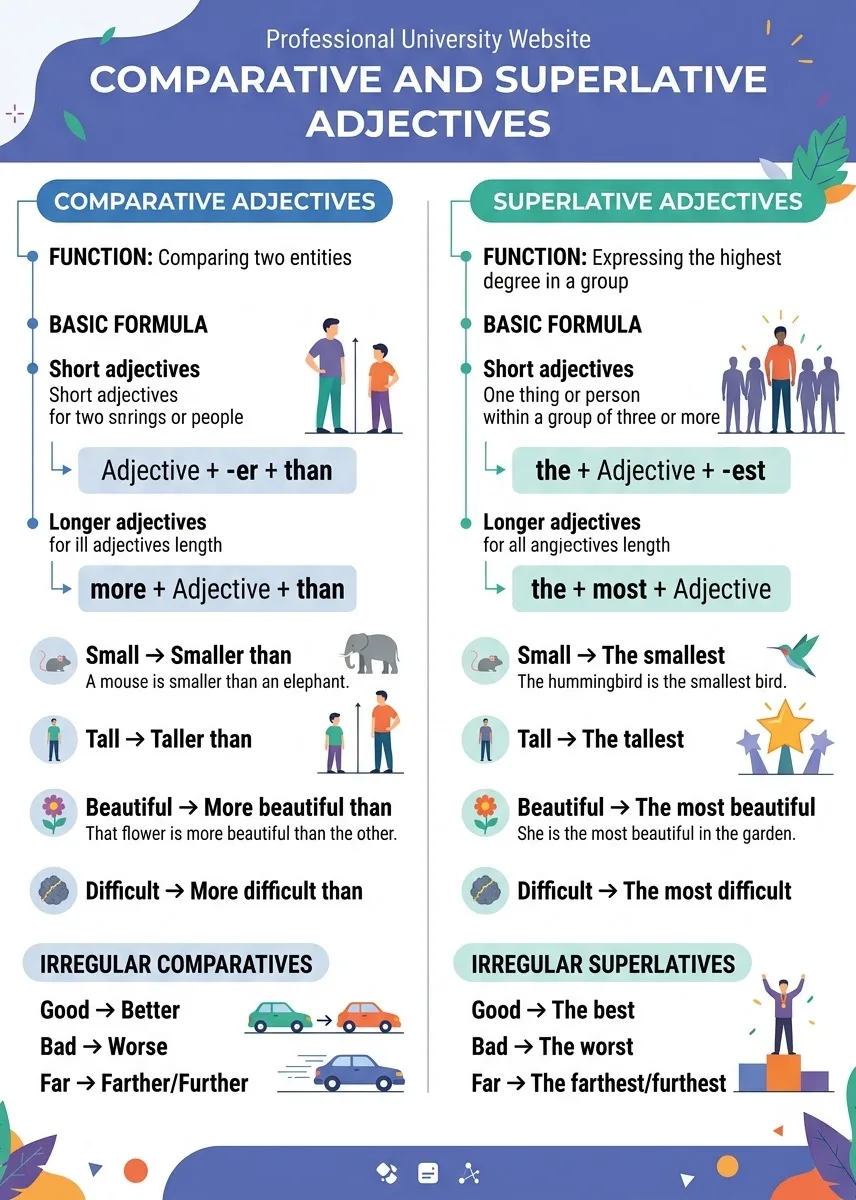 Professional University Website
COMPARATIVE AND SUPERLATIVE
ADJECTIVES
COMPARATIVE ADJECTIVES
FUNCTION: Comparing two entities
BASIC FORMULA
Short adjectives
Short adjectives
for two srrings or people
Adjective + -er + than
Longer adjectives
for ill adjectives length
more + Adjective + than
Small → Smaller than
A mouse is smaller than an elephant.
Tall → Taller than
Beautiful → More beautiful than
That flower is more beautiful than the other.
Difficult → More difficult than
IRREGULAR COMPARATIVES
Good → Better
Bad → Worse
Far → Farther/Further
SUPERLATIVE ADJECTIVES
FUNCTION: Expressing the highest
degree in a group
BASIC FORMULA
Short adjectives
One thing or person
within a group of three or more
the + Adjective + -est
Longer adjectives
for all angjectives length
the + most + Adjective
Small → The smallest
The hummingbird is the smallest bird.
Tall → The tallest
Beautiful → The most beautiful
She is the most beautiful in the garden.
Difficult → The most difficult
IRREGULAR SUPERLATIVES
Good → The best
Bad → The worst
Far → The farthest/furthest